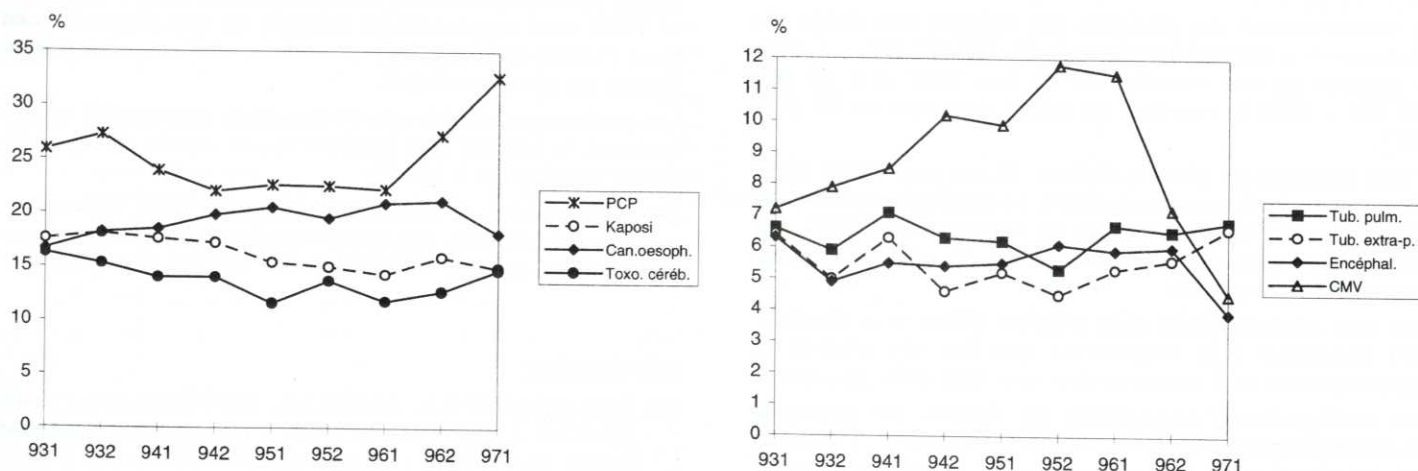 %
35
30
25
20
15
10
5
0
931 932 941 942 951 952 961 962 971
PCP
Kaposi
Can.oesoph.
Toxo. céréb.
%
12
11
10
9
8
7
6
5
4
3
2
1
0
931 932 941 942 951 952 961 962 971
Tub. pulm.
Tub. extra-p.
Encéphal.
CMV